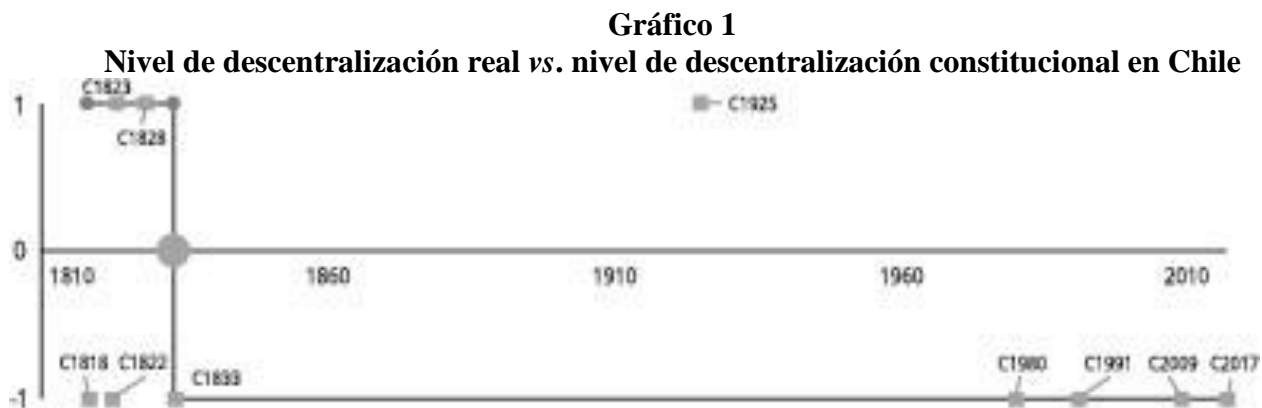 Gráfico 1
Nivel de descentralización real vs. nivel de descentralización constitucional en Chile
C1823
1
C1925
C1828
0
1810 1860 1910 1960 2010
C1818 C1822 C1980 C1991 C2009 C2017
C1833
-1